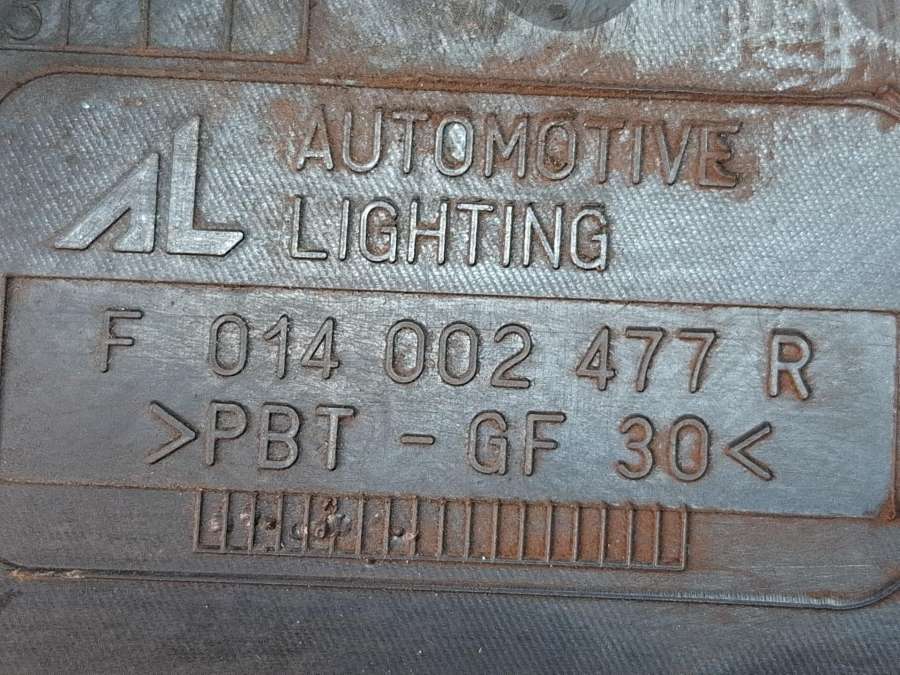 AL AUTOMOTIVE
LIGHTING
F 014 002 477 R
>PBT - GF 30<